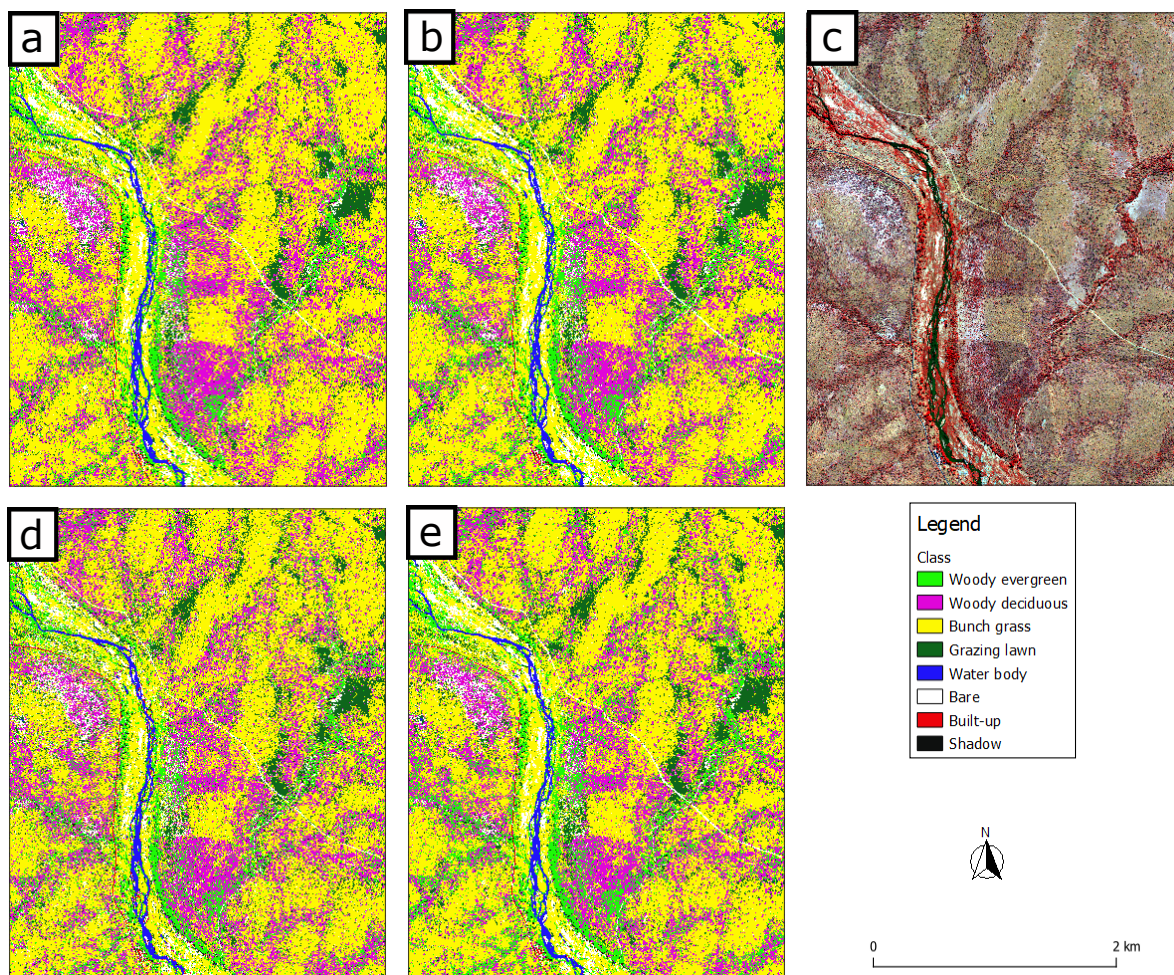 a
b
c
d
e
Legend
Class
Woody evergreen
Woody deciduous
Bunch grass
Grazing lawn
Water body
Bare
Built-up
Shadow
N
0 2 km